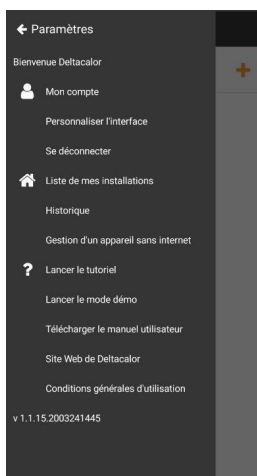 Paramètres
Bienvenue Deltacalor
Mon compte
Personnaliser l'interface
Se déconnecter
Liste de mes installations
Historique
Gestion d'un appareil sans internet
? Lancer le tutoriel
Lancer le mode démo
Télécharger le manuel utilisateur
Site Web de Deltacalor
Conditions générales d'utilisation
v 1.1.15.2003241445